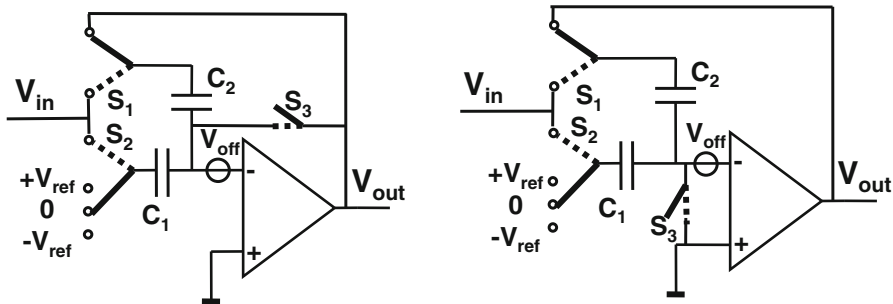 Vin
S1
S2
C2
S3
Voff
-
+Vref
0
-Vref
C1
+
Vout
Vin
S1
S2
C2
Voff
-
+Vref
0
-Vref
C1
S3
+
Vout